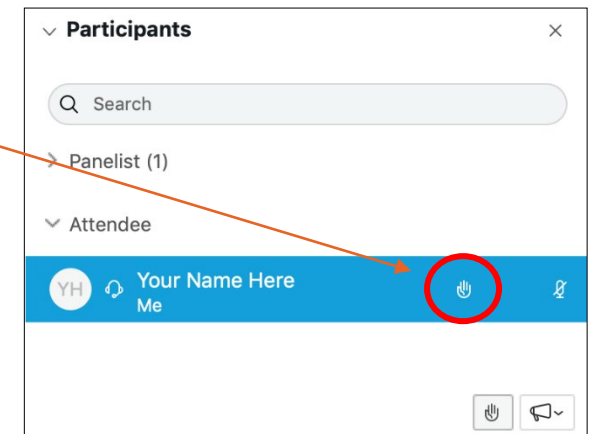 Participants
Search
Panelist (1)
Attendee
YH Your Name Here
Me